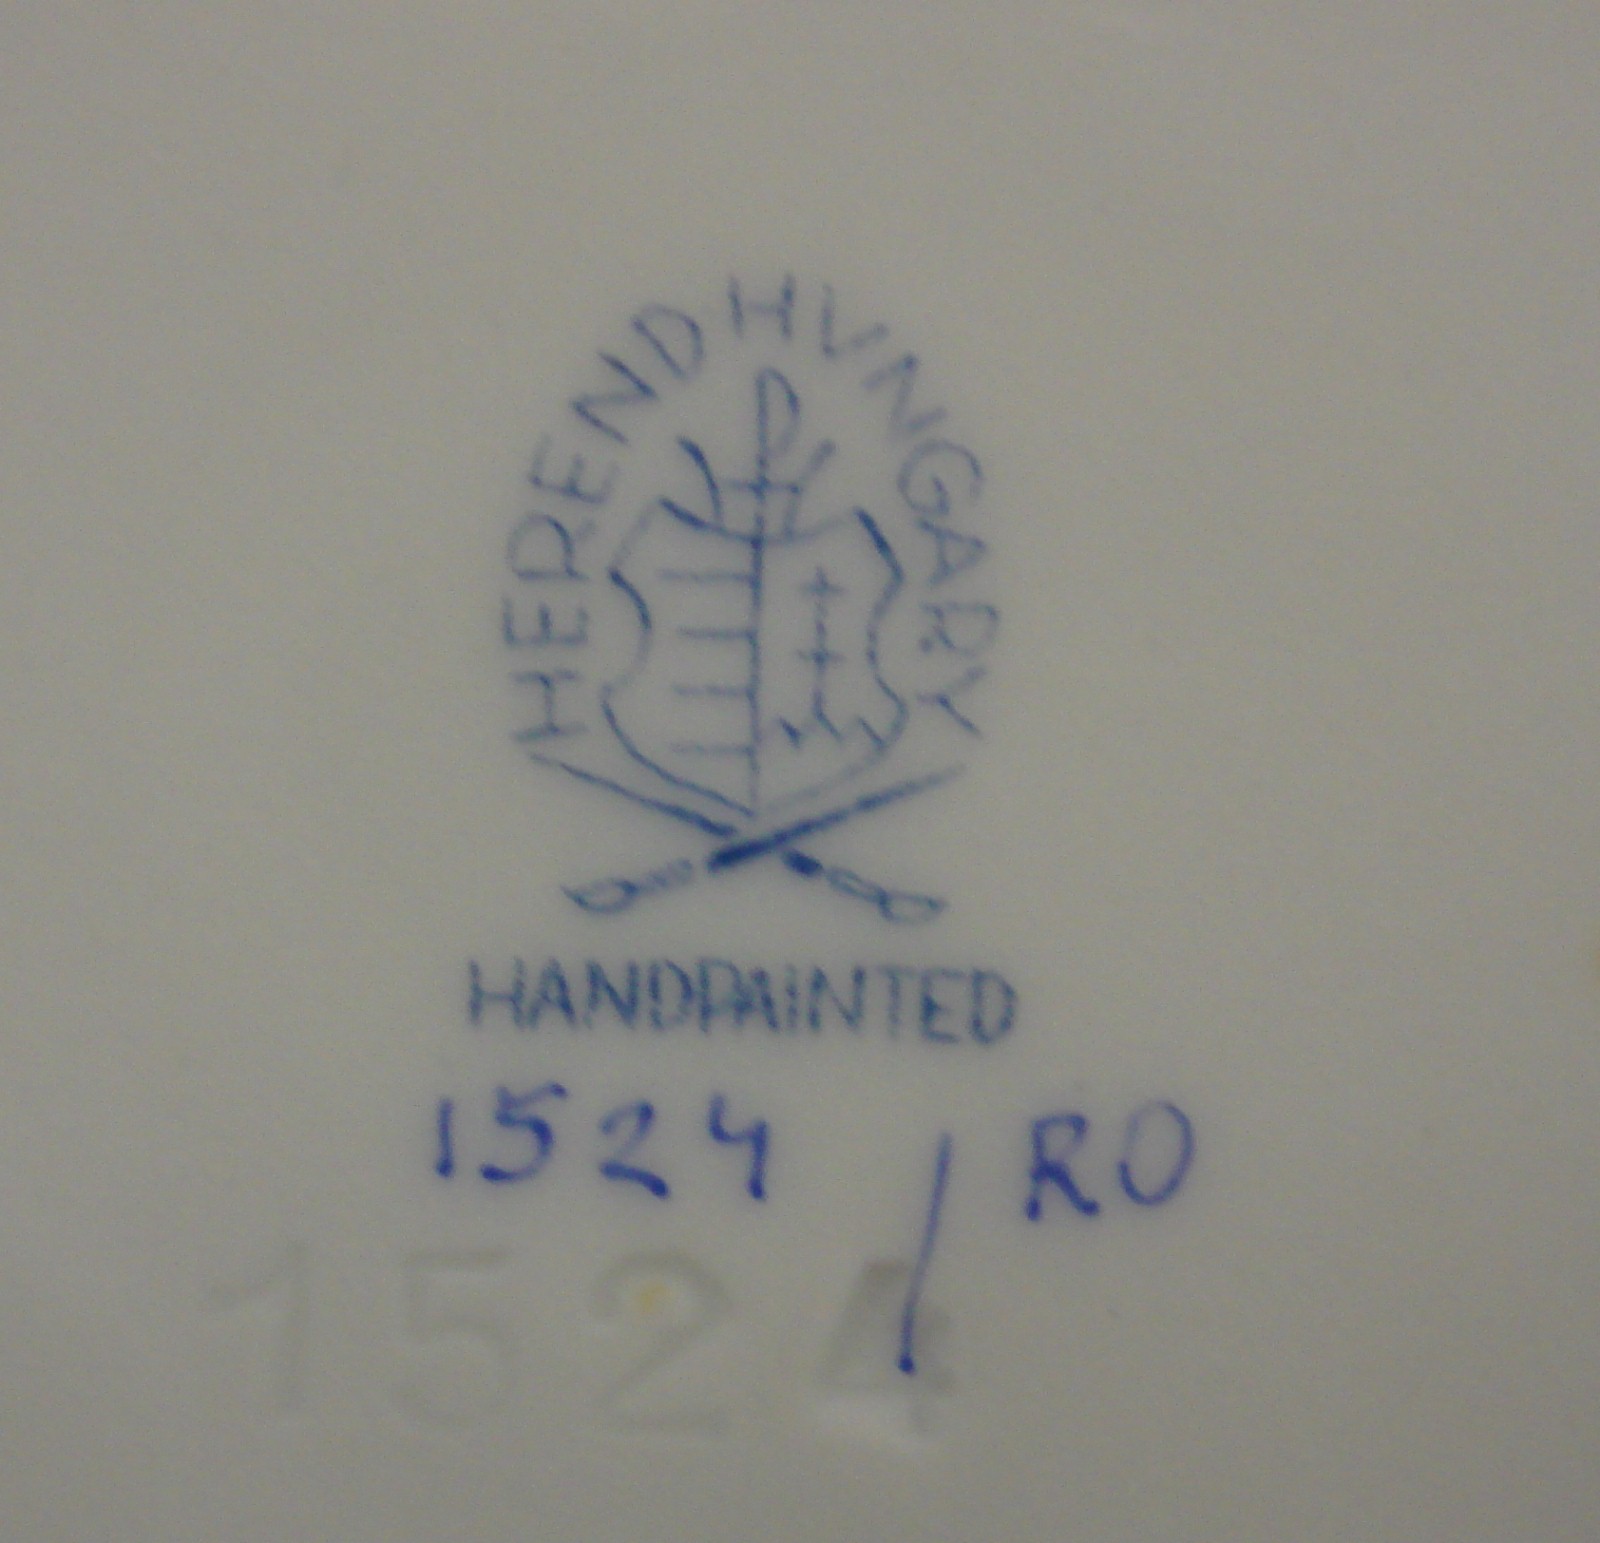 HEREND HVNGARY
HANDPAINTED
1524 / RO
1524